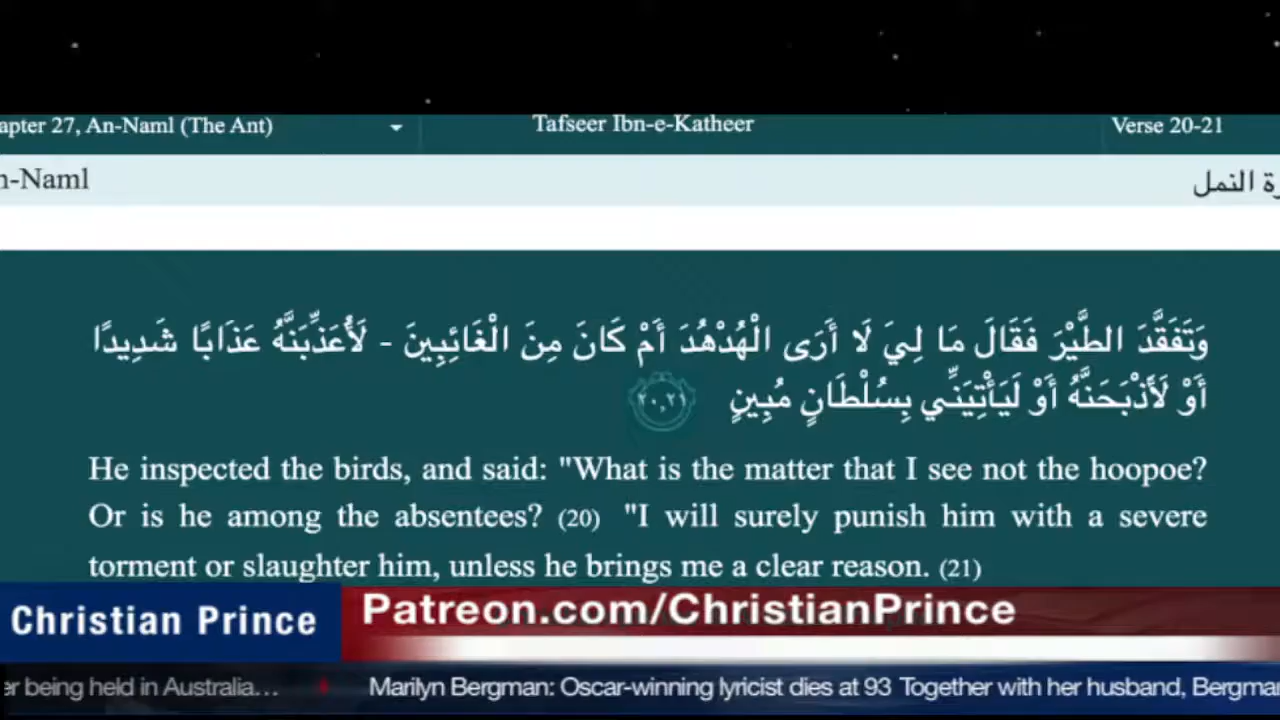 apter 27, An-Naml (The Ant)
Tafseer Ibn-e-Katheer
Verse 20-21
n-Naml
رة النمل
وَتَفَقَّدَ الطَّيْرَ فَقَالَ مَا لِيَ لَا أَرَى الْهُدْهُدَ أَمْ كَانَ مِنَ الْغَائِبِينَ - لَأُعَذِّبَنَّهُ عَذَابًا شَدِيدًا
أَوْ لَأَذْبَحَنَّهُ أَوْ لَيَأْتِيَنِّي بِسُلْطَانٍ مُبِينٍ ٢٠,٢١
He inspected the birds, and said: "What is the matter that I see not the hoopoe?
Or is he among the absentees? (20) "I will surely punish him with a severe
torment or slaughter him, unless he brings me a clear reason. (21)
Christian Prince
Patreon.com/ChristianPrince
er being held in Australia... Marilyn Bergman: Oscar-winning lyricist dies at 93 Together with her husband, Bergma